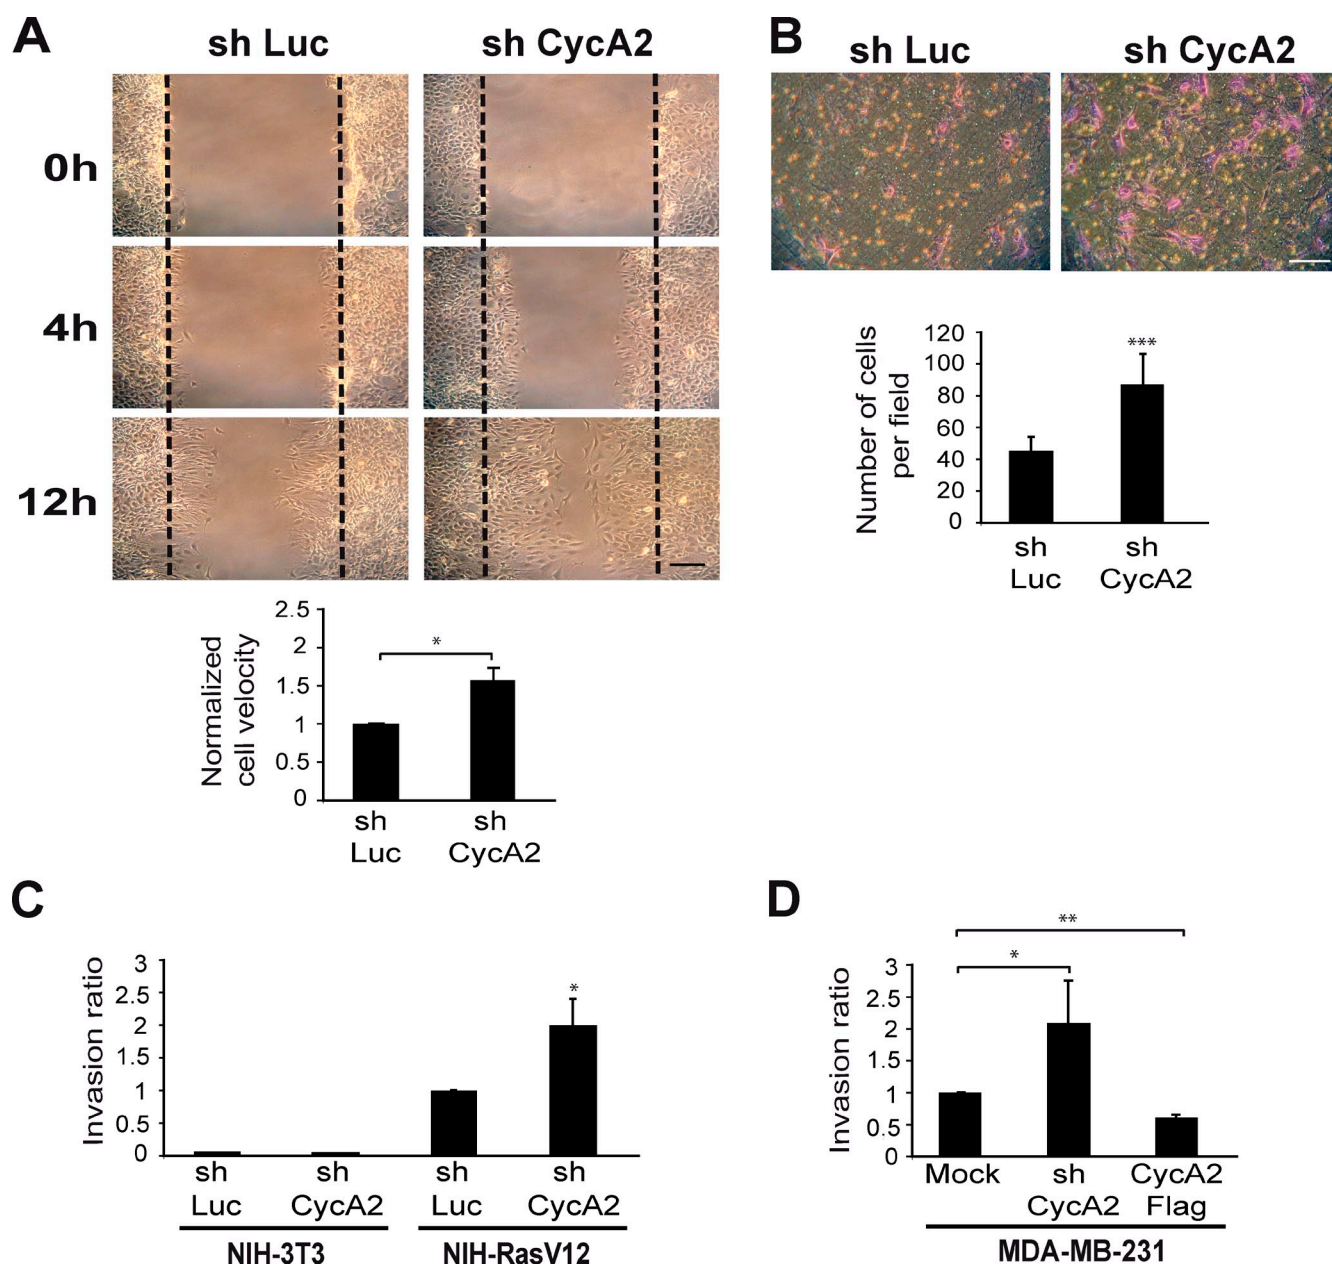 A
sh Luc
sh CycA2
0h
4h
12h
Normalized
cell velocity
2.5
2
1.5
1
0.5
0
*
sh
Luc
sh
CycA2
B
sh Luc
sh CycA2
Number of cells
per field
120
100
80
60
40
20
0
***
sh
Luc
sh
CycA2
C
Invasion ratio
3
2.5
2
1.5
1
0.5
0
*
sh
Luc
sh
CycA2
sh
Luc
sh
CycA2
NIH-3T3
NIH-RasV12
D
**
*
Invasion ratio
3
2.5
2
1.5
1
0.5
0
Mock
sh
CycA2
CycA2
Flag
MDA-MB-231